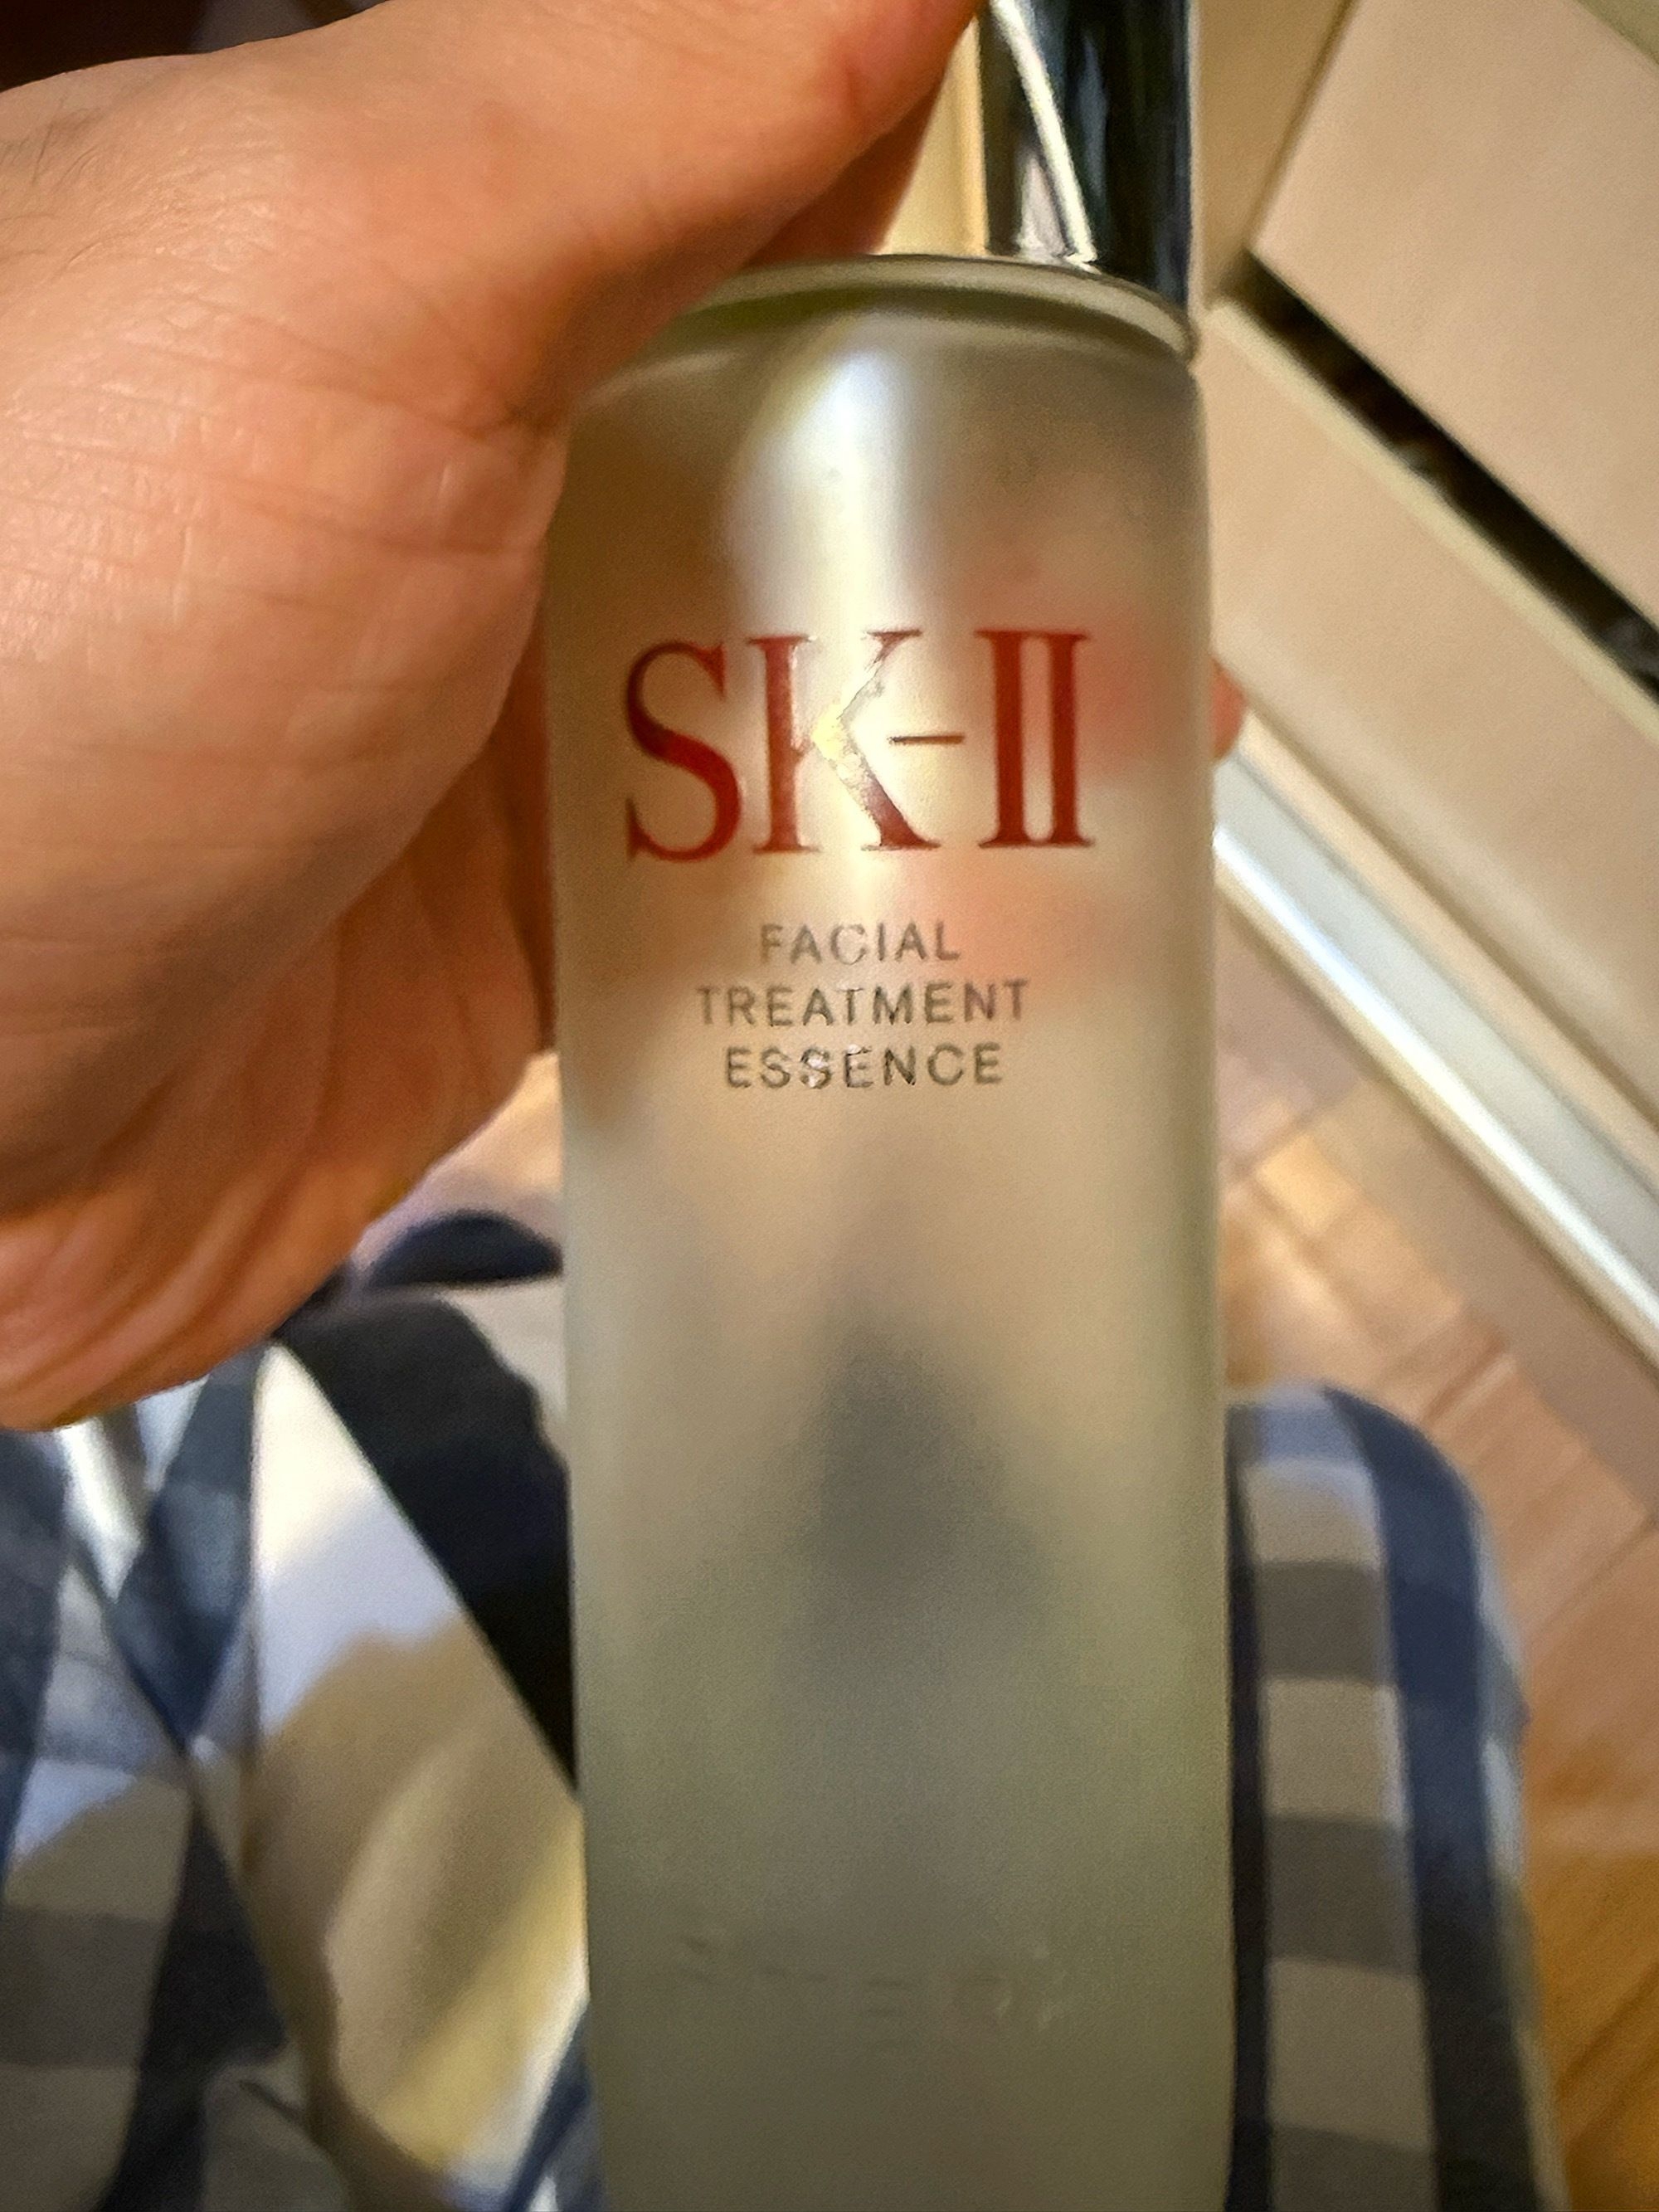 SK-II
FACIAL
TREATMENT
ESSENCE